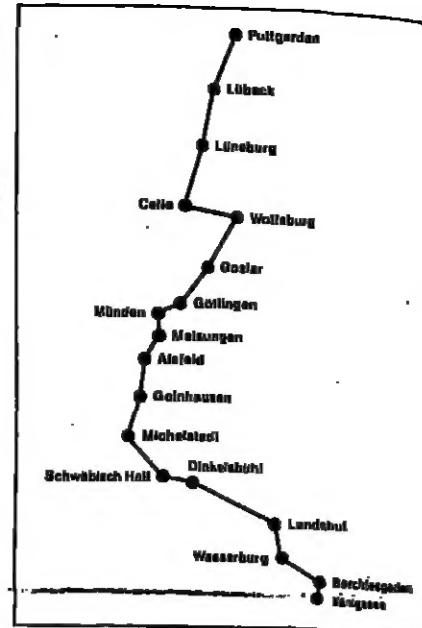 Puttgarden
Lübeck
Lüneburg
Celle
Wolfsburg
Goslar
Göttingen
Münden
Melsungen
Alsfeld
Gelnhausen
Michelstadt
Schwäbisch Hall
Dinkelsbühl
Landshut
Wasserburg
Berchtesgaden
Königssee